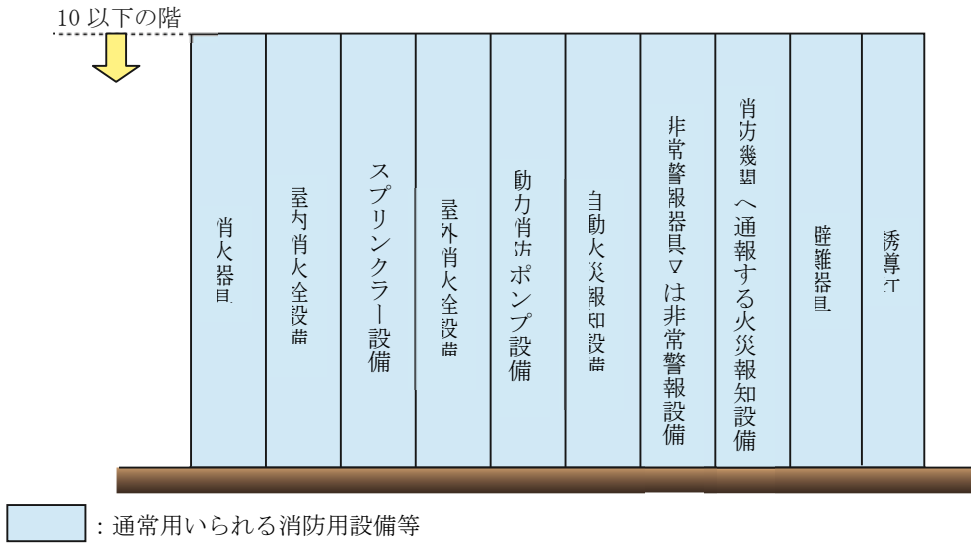 10 以下の階
消火器具
屋内消火栓設備
スプリンクラー設備
屋外消火栓設備
動力消防ポンプ設備
自動火災報知設備
非常警報器具又は非常警報設備
消防機関へ通報する火災報知設備
避難器具
誘導灯
：通常用いられる消防用設備等